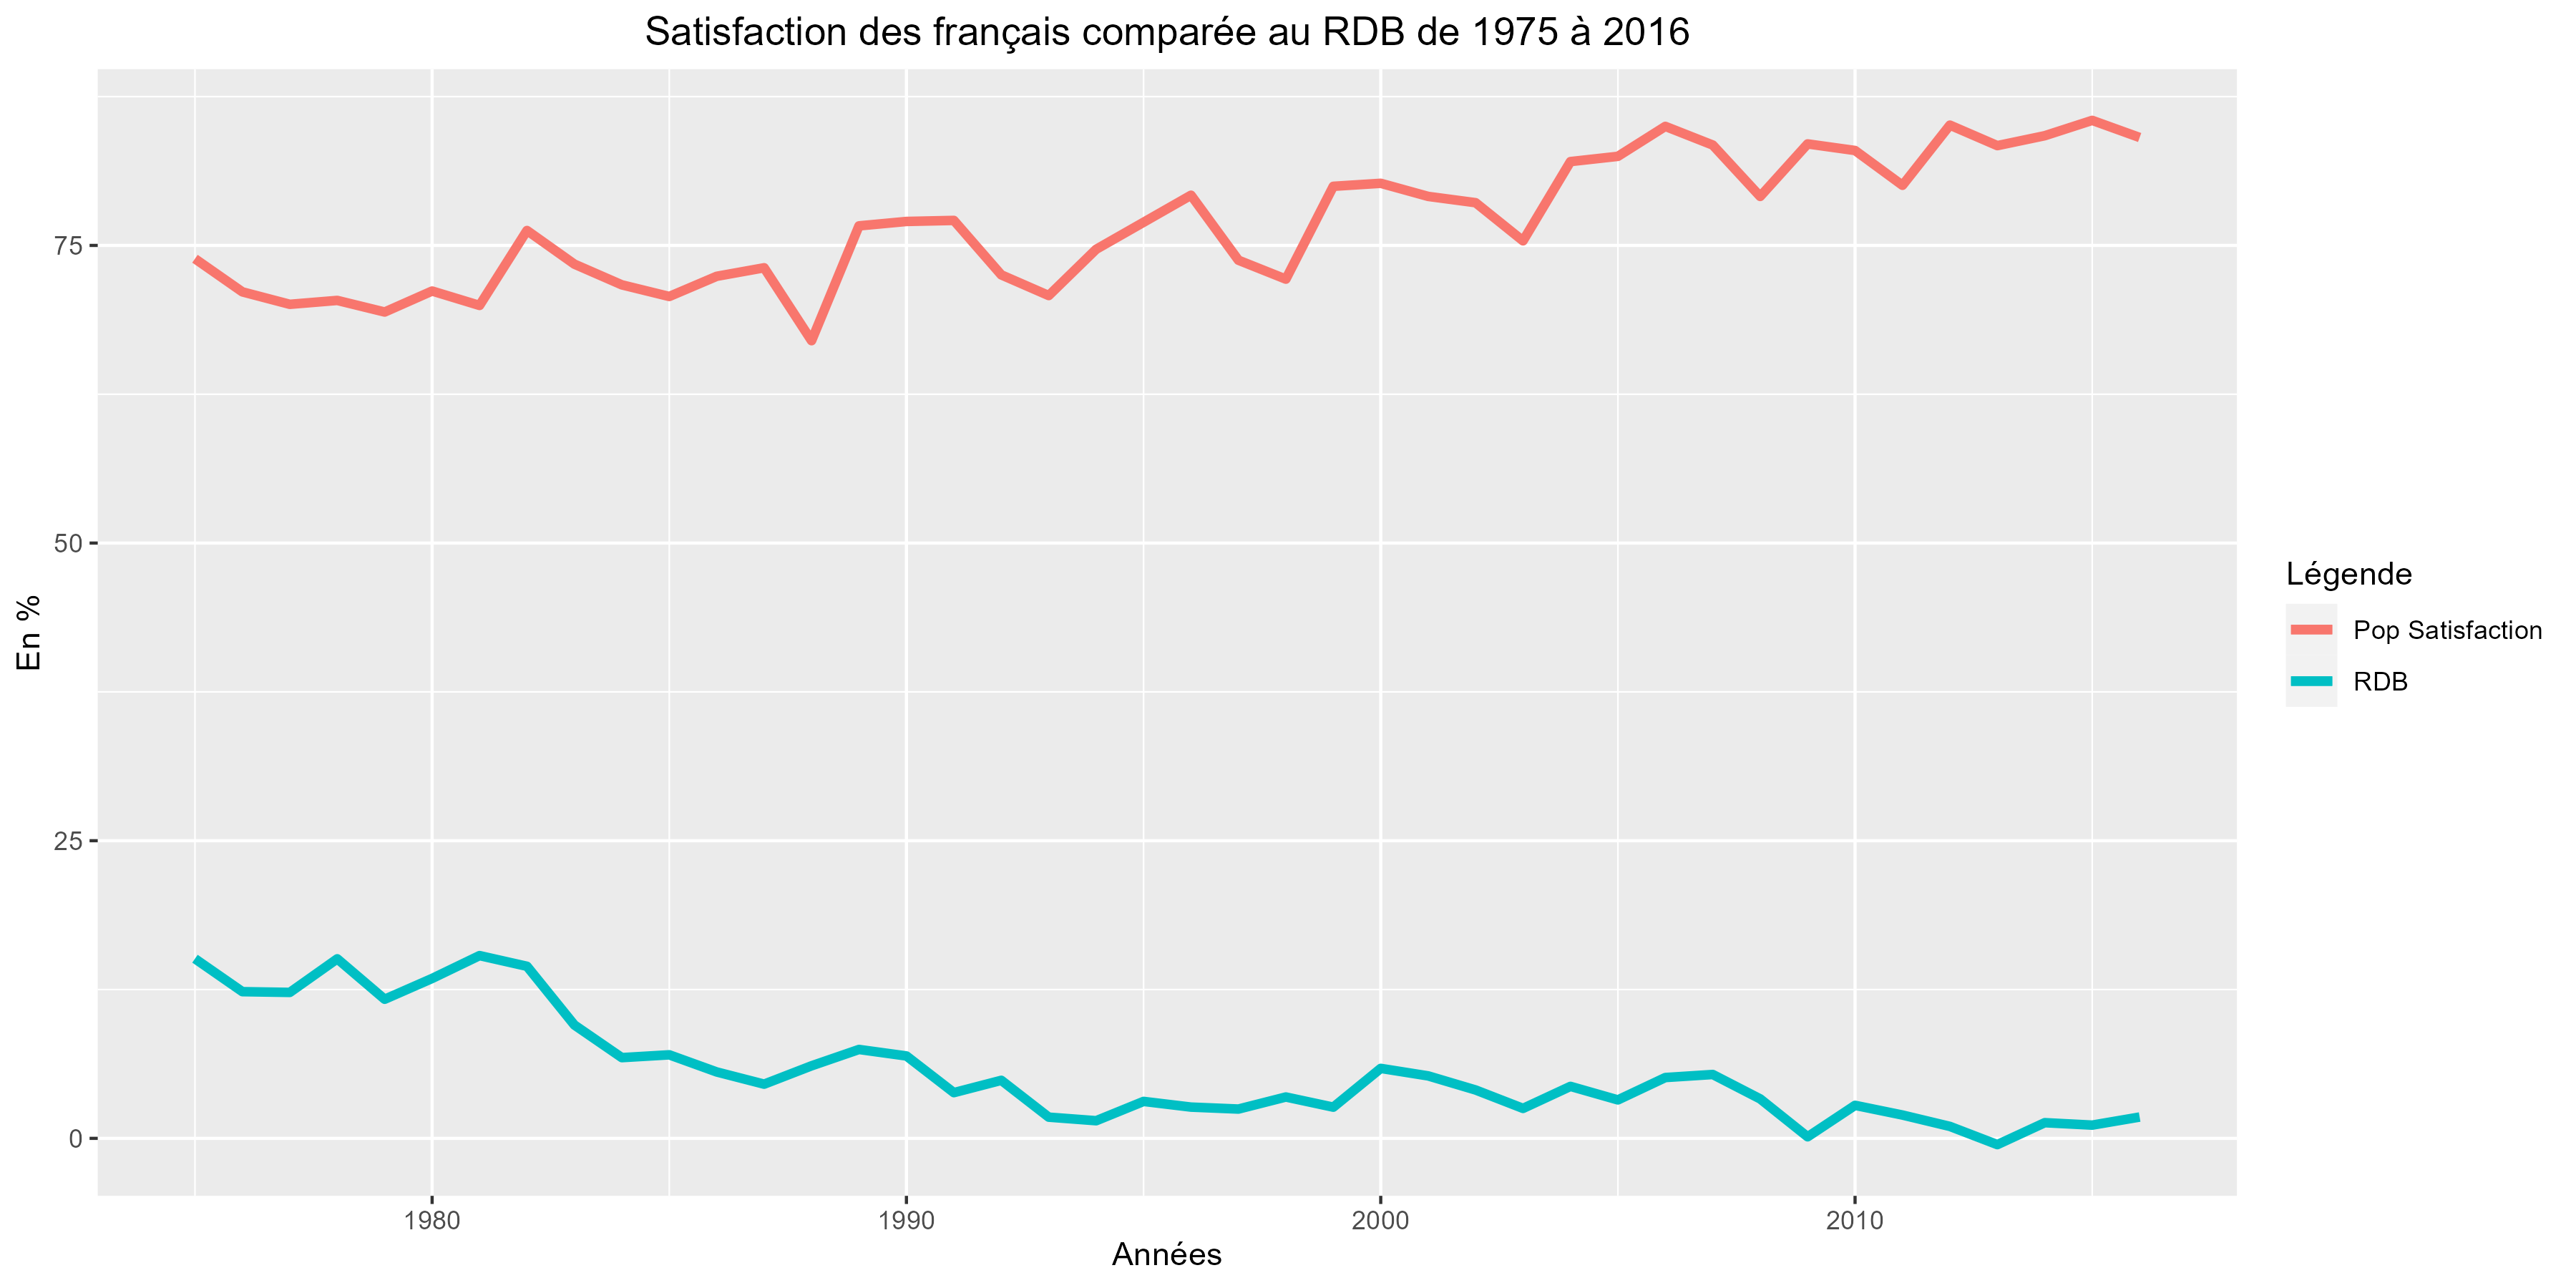 Satisfaction des français comparée au RDB de 1975 à 2016
En %
75
50
25
0
1980
1990
2000
2010
Années
Légende
Pop Satisfaction
RDB